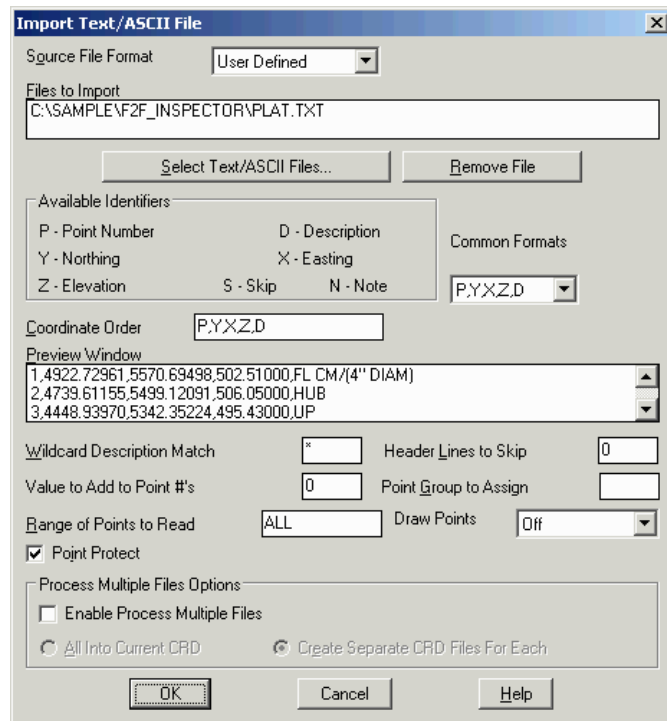 Import Text/ASCII File
Source File Format User Defined
Files to Import
C:\SAMPLE\F2F_INSPECTOR\PLAT.TXT
Select Text/ASCII Files... Remove File
Available Identifiers
P - Point Number D - Description
Y - Northing X - Easting
Z - Elevation S - Skip N - Note
Common Formats
P,Y,X,Z,D
Coordinate Order P,Y,X,Z,D
Preview Window
1,4922.72961,5570.69498,502.51000,FL CM/(4" DIAM)
2,4739.61155,5499.12091,506.05000,HUB
3,4448.93970,5342.35224,495.43000,UP
Wildcard Description Match * Header Lines to Skip 0
Value to Add to Point #'s 0 Point Group to Assign
Range of Points to Read ALL Draw Points Off
Point Protect
Process Multiple Files Options
Enable Process Multiple Files
All Into Current CRD Create Separate CRD Files For Each
OK Cancel Help